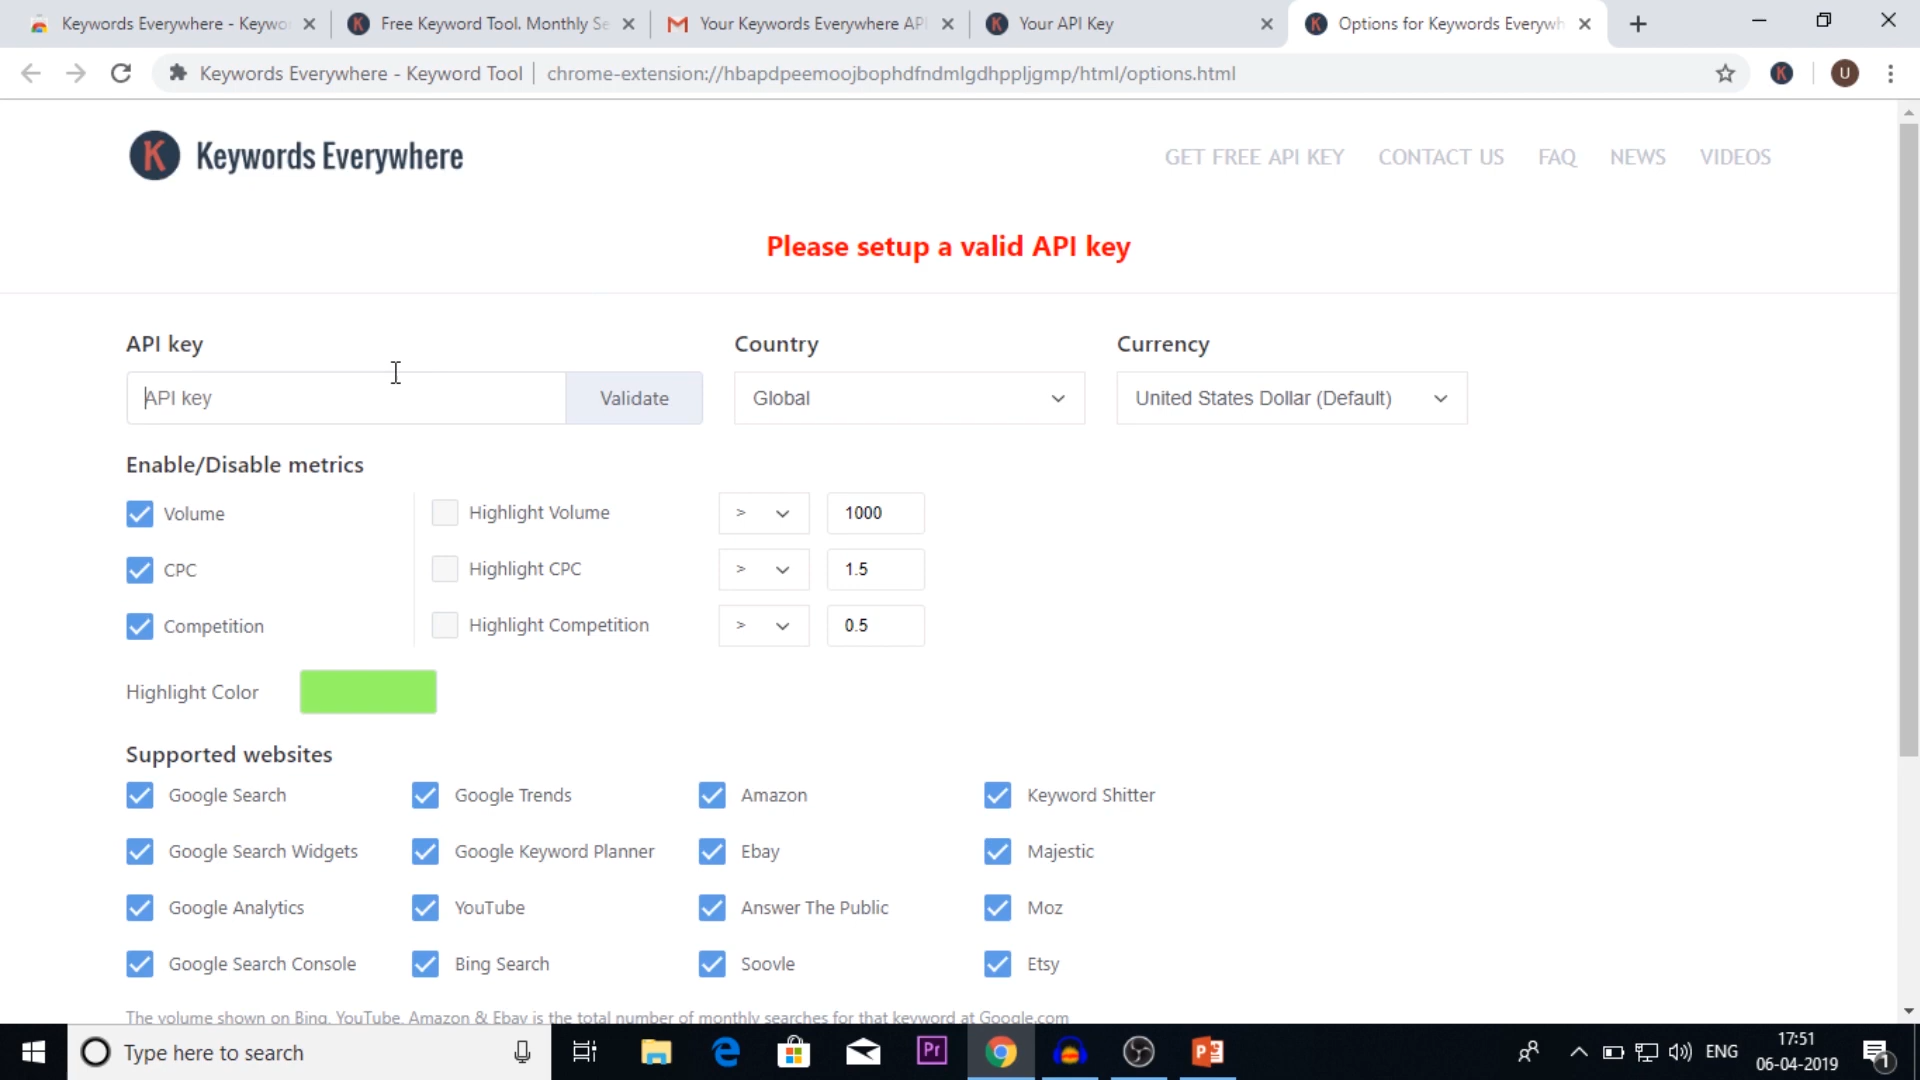 Keywords Everywhere - Keywo
Free Keyword Tool. Monthly Se
Your Keywords Everywhere API
Your API Key
Options for Keywords Everywh
Keywords Everywhere - Keyword Tool
chrome-extension://hbapdpeemoojbophdfndmlgdhppljgmp/html/options.html
K
U
K Keywords Everywhere
GET FREE API KEY CONTACT US FAQ NEWS VIDEOS
Please setup a valid API key
API key Country Currency
API key Validate Global United States Dollar (Default)
Enable/Disable metrics
Volume Highlight Volume > 1000
CPC Highlight CPC > 1.5
Competition Highlight Competition > 0.5
Highlight Color
Supported websites
Google Search Google Trends Amazon Keyword Shitter
Google Search Widgets Google Keyword Planner Ebay Majestic
Google Analytics YouTube Answer The Public Moz
Google Search Console Bing Search Soovle Etsy
The volume shown on Bing, YouTube, Amazon & Ebay is the total number of monthly searches for that keyword at Google.com
Type here to search
Pr
ENG
17:51
06-04-2019
1